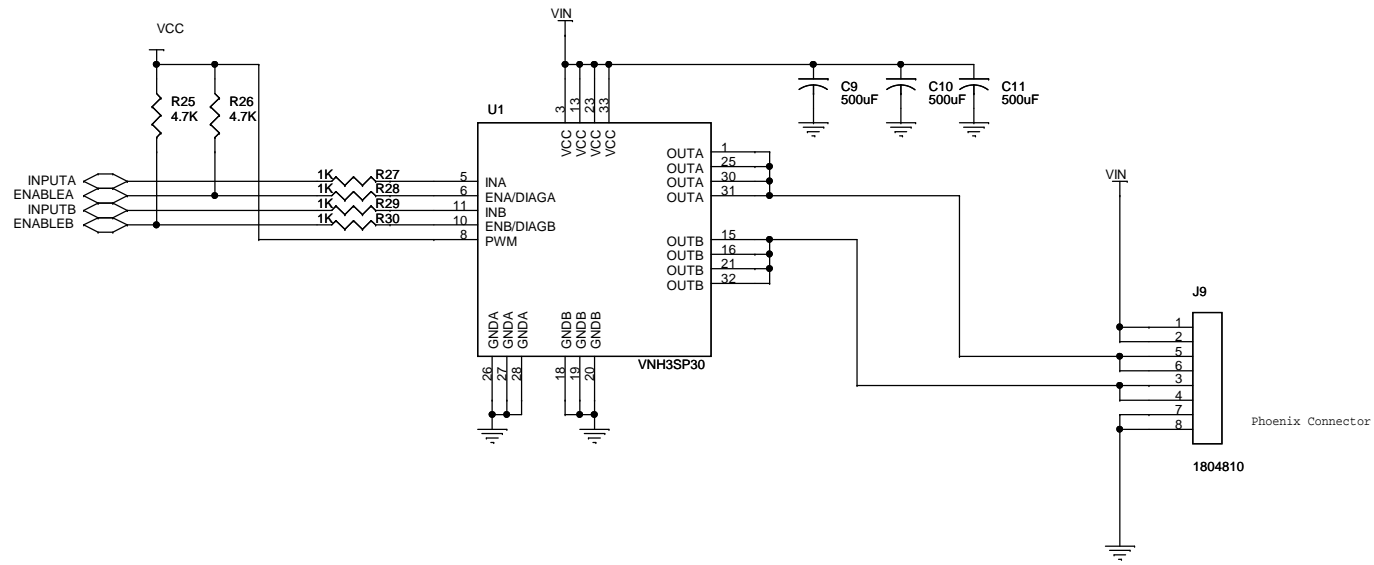 VCC
VIN
R25
4.7K
R26
4.7K
C9
500uF
C10
500uF
C11
500uF
U1
3
13
23
33
VCC
VCC
VCC
VCC
INPUTA
ENABLEA
INPUTB
ENABLEB
1K R27
1K R28
1K R29
1K R30
5 INA
6 ENA/DIAGA
11 INB
10 ENB/DIAGB
8 PWM
OUTA 1
OUTA 25
OUTA 30
OUTA 31
OUTB 15
OUTB 16
OUTB 21
OUTB 32
GNDA
GNDA
GNDA
GNDB
GNDB
GNDB
26
27
28
18
19
20
VNH3SP30
VIN
J9
1
2
5
6
3
4
7
8
Phoenix Connector
1804810